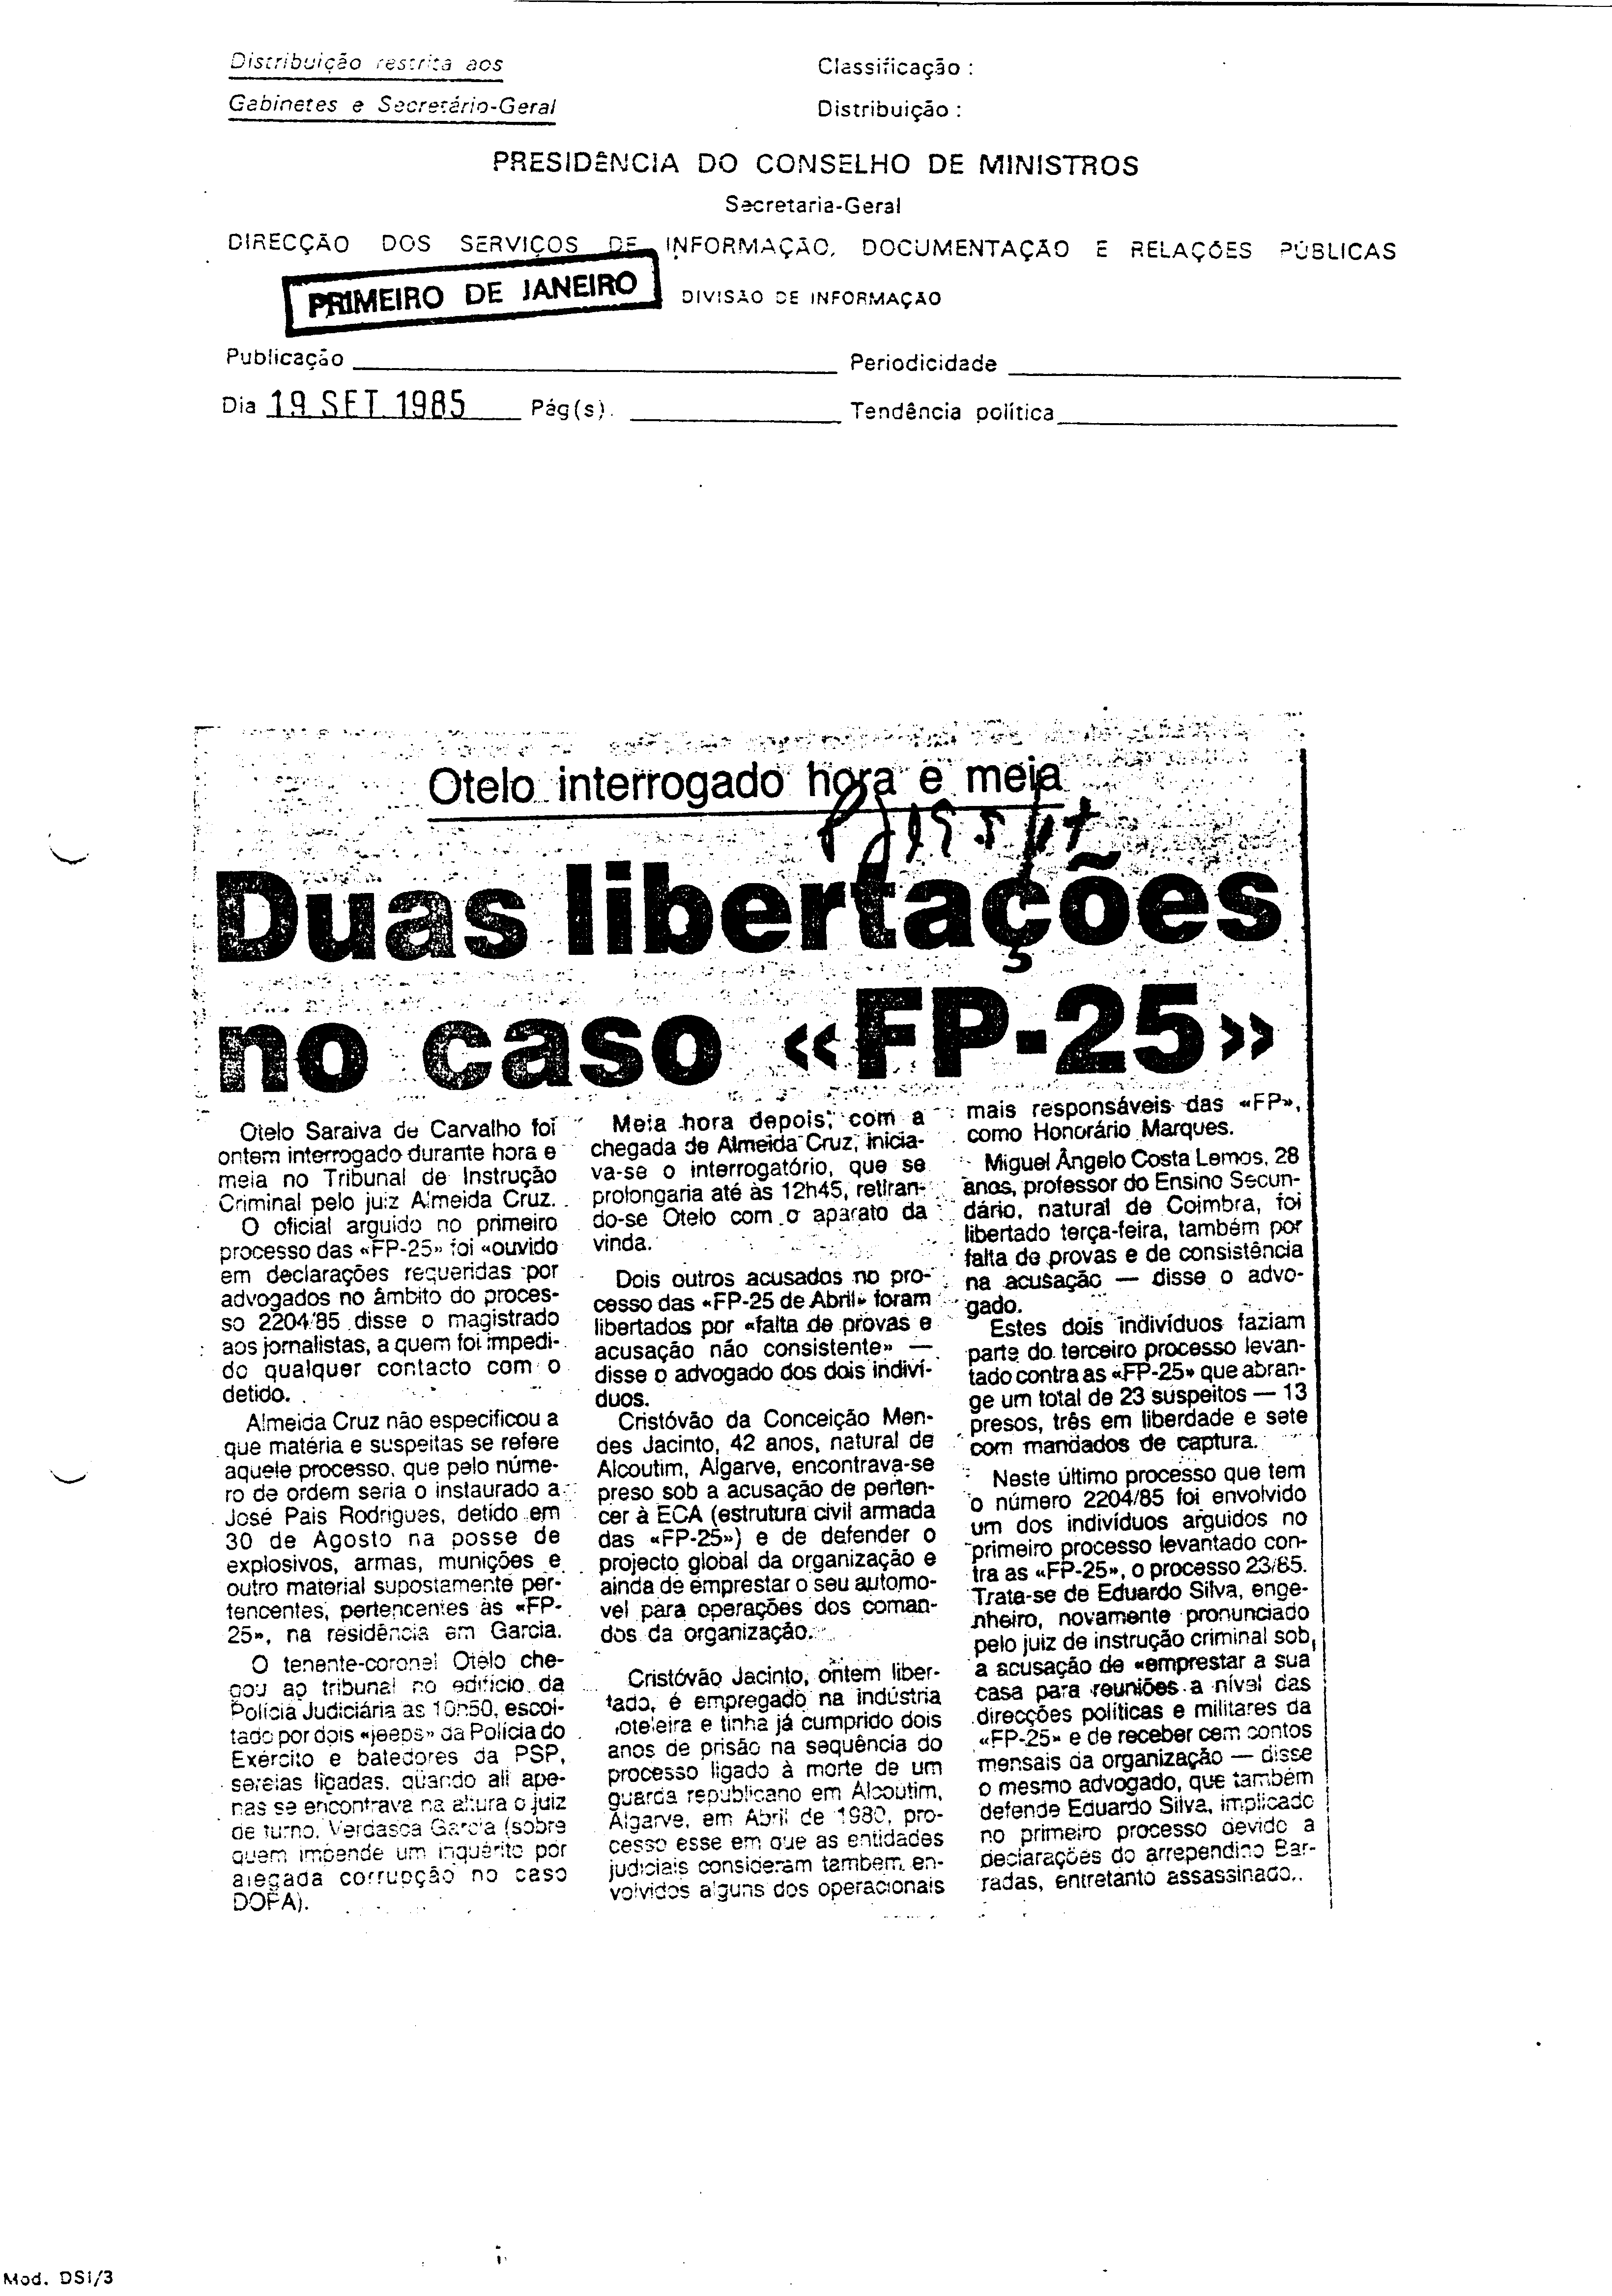 Distribuição restrita aos
Gabinetes e Secretário-Geral
Classificação :
Distribuição :
PRESIDÊNCIA DO CONSELHO DE MINISTROS
Secretaria-Geral
DIRECÇÃO DOS SERVIÇOS DE INFORMAÇÃO, DOCUMENTAÇÃO E RELAÇÕES PÚBLICAS
PRIMEIRO DE JANEIRO
DIVISÃO DE INFORMAÇÃO
Publicação
Periodicidade
Dia 19 SET 1985 Pág(s).
Tendência política
Otelo interrogado hora e meia
Duas libertações
no caso «FP-25»
Otelo Saraiva de Carvalho foi
ontem interrogado durante hora e
meia no Tribunal de Instrução
Criminal pelo juiz Almeida Cruz.
O oficial arguido no primeiro
processo das «FP-25» foi «ouvido
em declarações requeridas por
advogados no âmbito do proces-
so 2204/85 disse o magistrado
aos jornalistas, a quem foi impedi-
do qualquer contacto com o
detido.
Almeida Cruz não especificou a
que matéria e suspeitas se refere
aquele processo, que pelo núme-
ro de ordem seria o instaurado a
José Pais Rodrigues, detido em
30 de Agosto na posse de
explosivos, armas, munições e
outro material supostamente per-
tencentes, pertencentes às «FP-
25», na residência em Garcia.
O tenente-coronel Otelo che-
gou ao tribunal no edifício da
Polícia Judiciária às 10h50, escol-
tado por dois «jeeps» da Polícia do
Exército e batedores da PSP,
sereias ligadas, quando ali ape-
nas se encontrava na altura o juiz
de turno, Verdasca Garcia (sobre
quem impende um inquérito por
alegada corrupção no caso
DOPA).
Meia hora depois, com a
chegada de Almeida Cruz, inicia-
va-se o interrogatório, que se
prolongaria até às 12h45, retiran-
do-se Otelo com o aparato da
vinda.
Dois outros acusados no pro-
cesso das «FP-25 de Abril» foram
libertados por «falta de provas e
acusação não consistente» —
disse o advogado dos dois indiví-
duos.
Cristóvão da Conceição Men-
des Jacinto, 42 anos, natural de
Alcoutim, Algarve, encontrava-se
preso sob a acusação de perten-
cer à ECA (estrutura civil armada
das «FP-25») e de defender o
projecto global da organização e
ainda de emprestar o seu automo-
vel para operações dos coman-
dos da organização.
Cristóvão Jacinto, ontem liber-
tado, é empregado na indústria
oteleira e tinha já cumprido dois
anos de prisão na sequência do
processo ligado à morte de um
guarda republicano em Alcoutim,
Algarve, em Abril de 1980, pro-
cesso esse em que as entidades
judiciais consideram tambem en-
volvidos alguns dos operacionais
mais responsáveis das «FP»,
como Honorário Marques.
Miguel Ângelo Costa Lemos, 28
anos, professor do Ensino Secun-
dário, natural de Coimbra, foi
libertado terça-feira, também por
falta de provas e de consistência
na acusação — disse o advo-
gado.
Estes dois indivíduos faziam
parte do terceiro processo levan-
tado contra as «FP-25» que abran-
ge um total de 23 suspeitos — 13
presos, três em liberdade e sete
com mandados de captura.
Neste último processo que tem
o número 2204/85 foi envolvido
um dos indivíduos arguidos no
primeiro processo levantado con-
tra as «FP-25», o processo 23/85.
Trata-se de Eduardo Silva, enge-
nheiro, novamente pronunciado
pelo juiz de instrução criminal sob
a acusação de «emprestar a sua
casa para reuniões a nível das
direcções políticas e militares da
«FP-25» e de receber cem contos
mensais da organização — disse
o mesmo advogado, que também
defende Eduardo Silva, implicado
no primeiro processo devido a
declarações do arrependino Bar-
radas, entretanto assassinado..
Mod. DSI/3